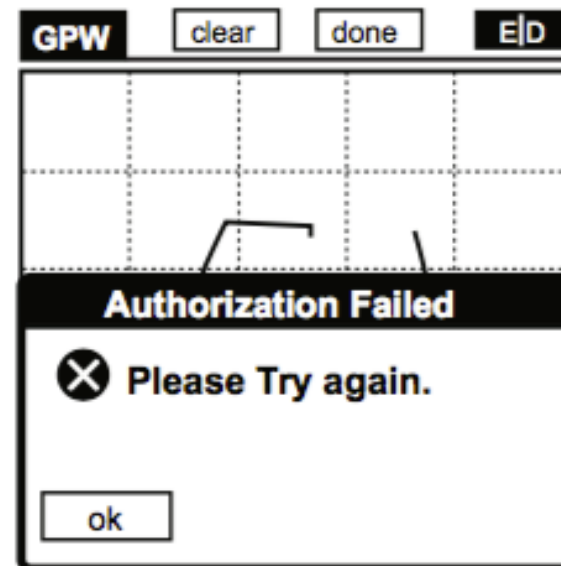 GPW clear done E|D
Authorization Failed
Please Try again.
ok